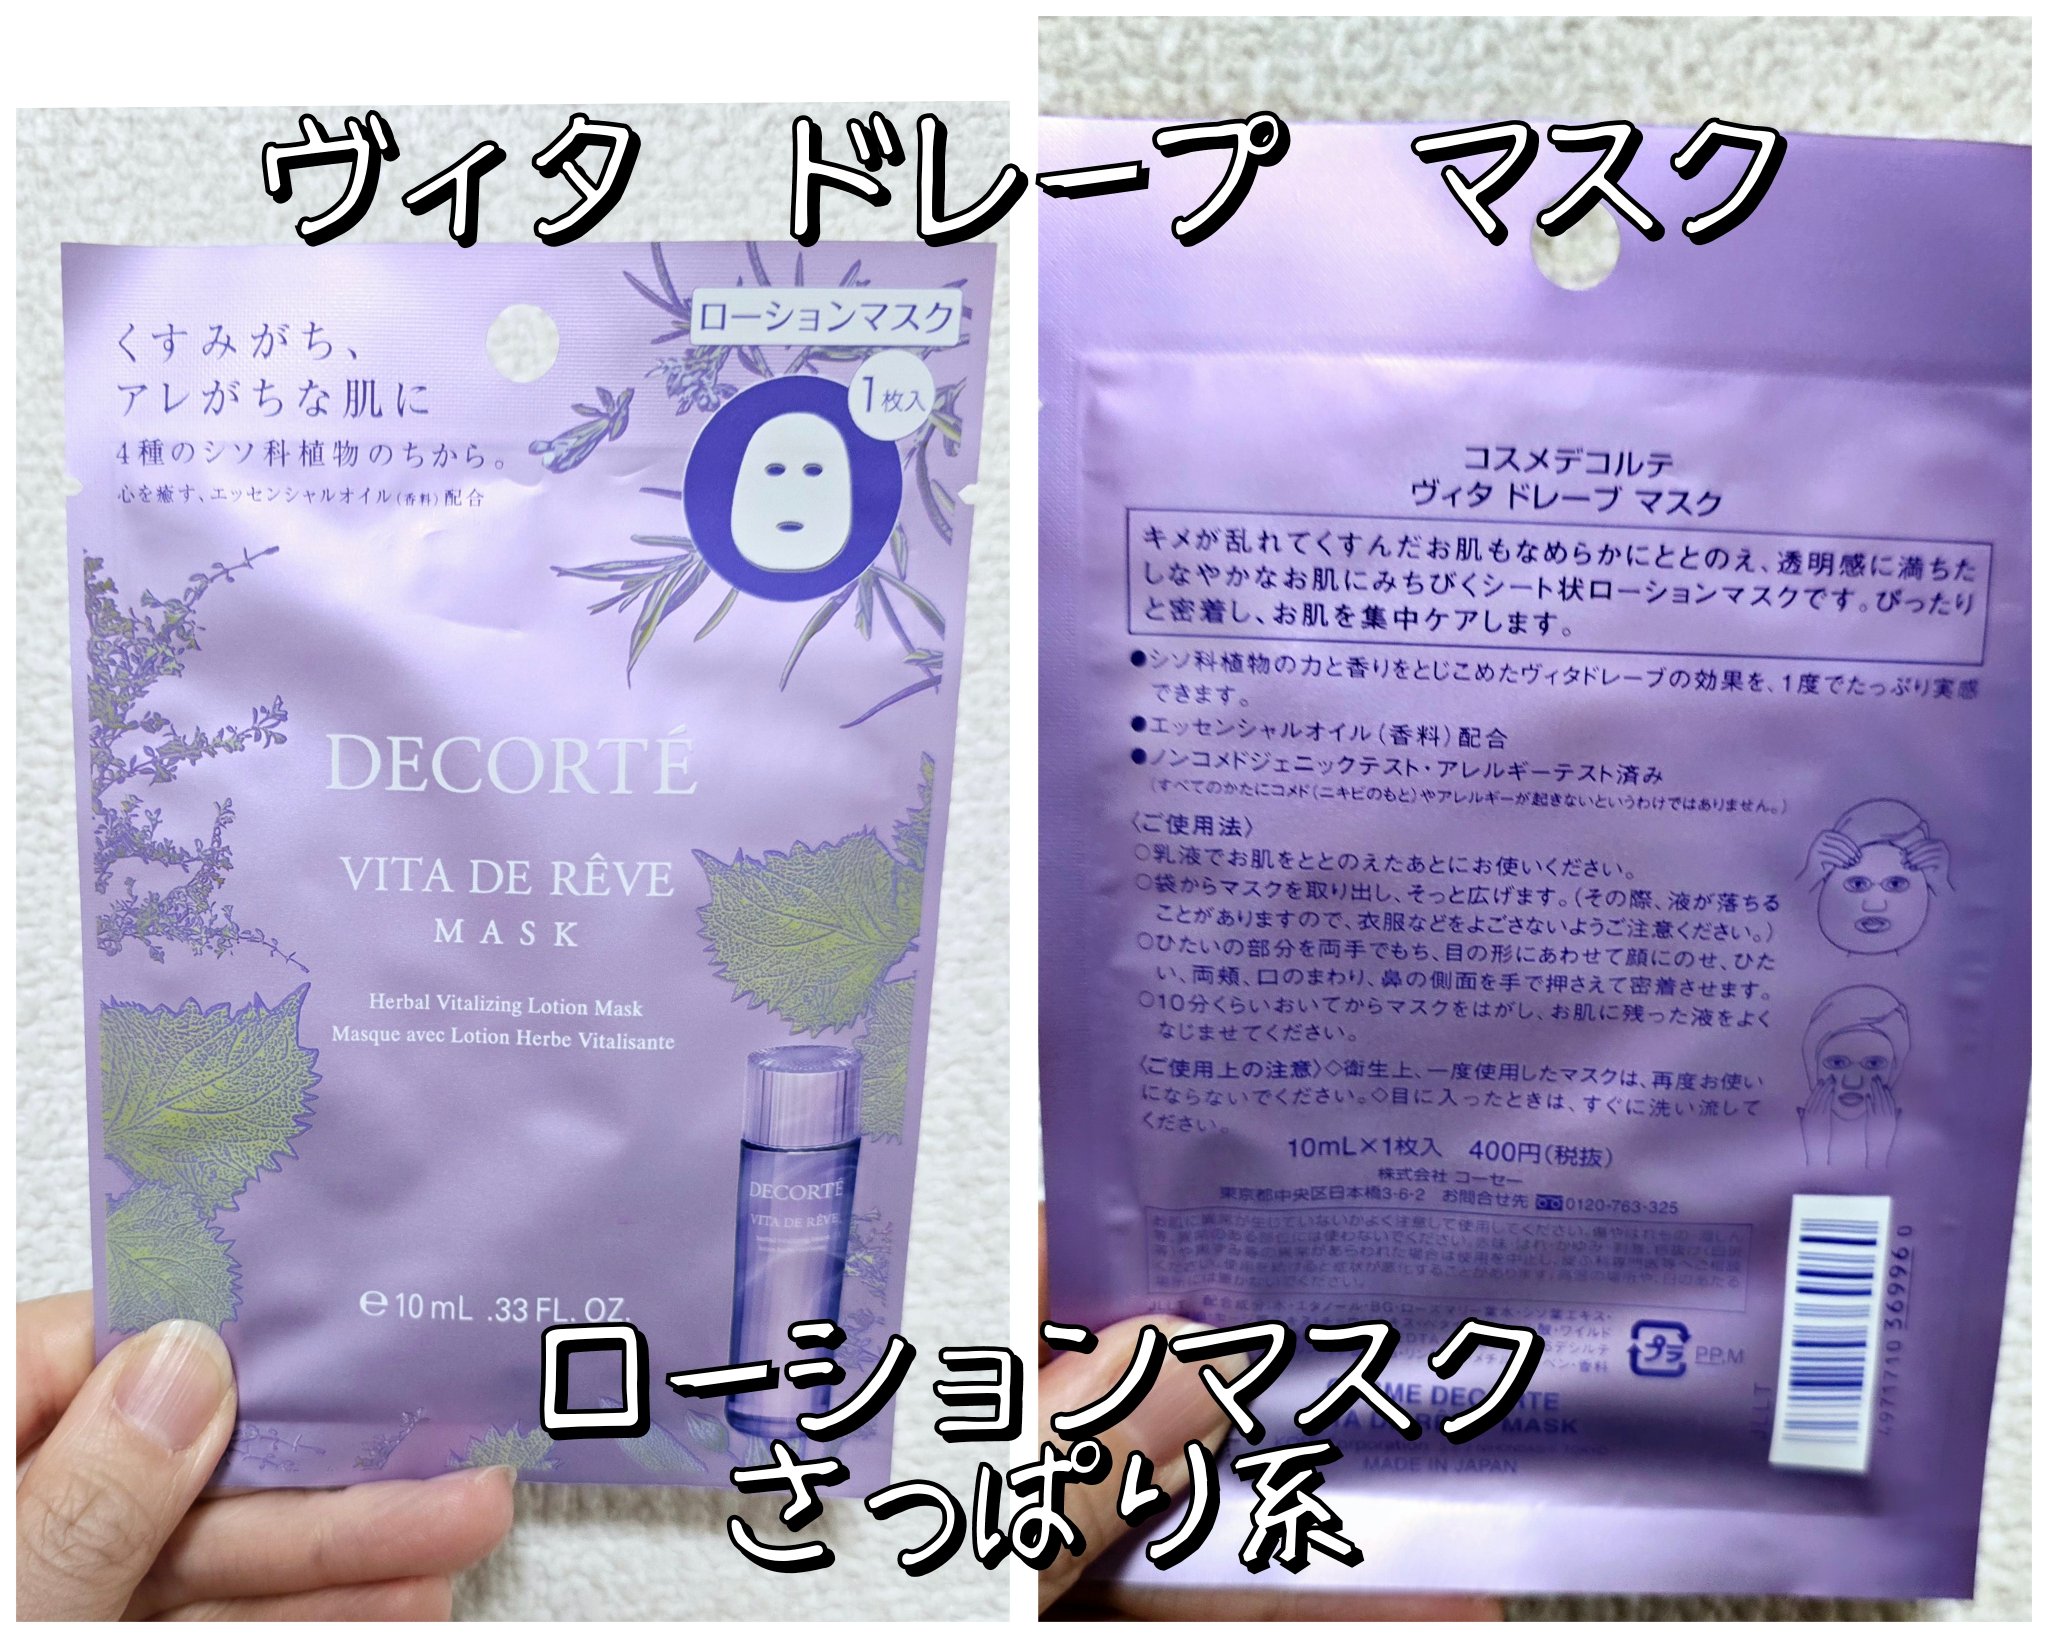 ヴィタ　ドレープ　マスク
くすみがち、
アレがちな肌に
4種のシソ科植物のちから。
心を癒す、エッセンシャルオイル(香料)配合
ローションマスク
1枚入
DECORTÉ
VITA DE RÊVE
MASK
Herbal Vitalizing Lotion Mask
Masque avec Lotion Herbe Vitalisante
DECORTÉ
VITA DE RÊVE
℮10 mL .33 FL. OZ.
コスメデコルテ
ヴィタ ドレーブ マスク
キメが乱れてくすんだお肌もなめらかにととのえ、透明感に満ちた
しなやかなお肌にみちびくシート状ローションマスクです。ぴったり
と密着し、お肌を集中ケアします。
●シソ科植物の力と香りをとじこめたヴィタドレーブの効果を、1度でたっぷり実感
できます。
●エッセンシャルオイル(香料)配合
●ノンコメドジェニックテスト・アレルギーテスト済み
(すべてのかたにコメド(ニキビのもと)やアレルギーが起きないというわけではありません。)
〈ご使用法〉
○乳液でお肌をととのえたあとにお使いください。
○袋からマスクを取り出し、そっと広げます。(その際、液が落ちる
ことがありますので、衣服などをよごさないようご注意ください。)
○ひたいの部分を両手でもち、目の形にあわせて顔にのせ、ひた
い、両頬、口のまわり、鼻の側面を手で押さえて密着させます。
○10分くらいおいてからマスクをはがし、お肌に残った液をよく
なじませてください。
〈ご使用上の注意〉◇衛生上、一度使用したマスクは、再度お使い
にならないでください。◇目に入ったときは、すぐに洗い流して
ください。
10mL×1枚入　400円(税抜)
株式会社 コーセー
東京都中央区日本橋3-6-2　お問合せ先 0120-763-325
プラ
PP,M
4971710 369960
JLLT
MADE IN JAPAN
ローションマスク
さっぱり系